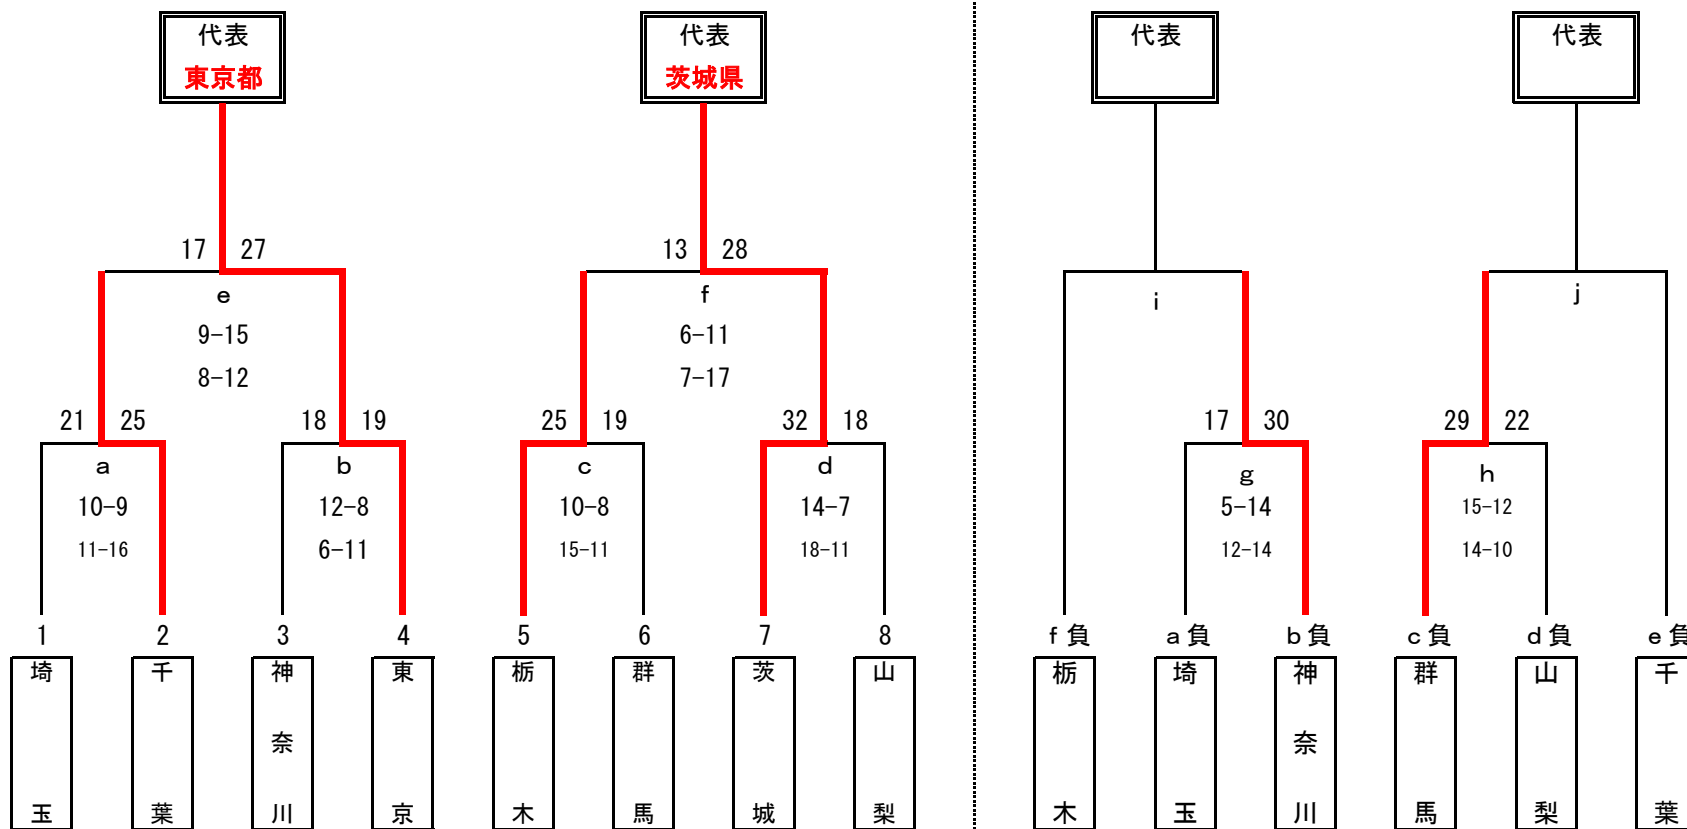 代表 代表 代表 代表
東京都 茨城県
17 27 13 28
e f i j
9-15 6-11
8-12 7-17
21 25 18 19 25 19 32 18 17 30 29 22
a b c d g h
10-9 12-8 10-8 14-7 5-14 15-12
11-16 6-11 15-11 18-11 12-14 14-10
1 2 3 4 5 6 7 8 f負 a負 b負 c負 d負 e負
埼玉 千葉 神奈川 東京 栃木 群馬 茨城 山梨 栃木 埼玉 神奈川 群馬 山梨 千葉